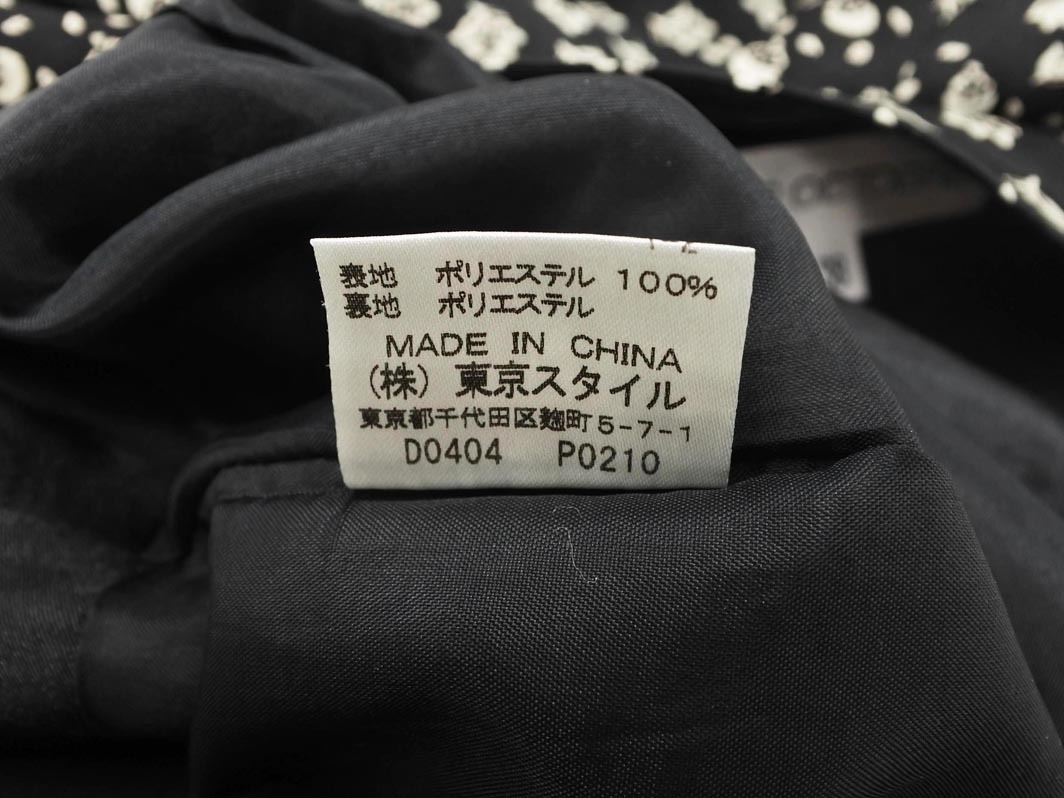 表地 ポリエステル 100%
裏地 ポリエステル
MADE IN CHINA
(株) 東京スタイル
東京都千代田区麹町5-7-1
D0404 P0210